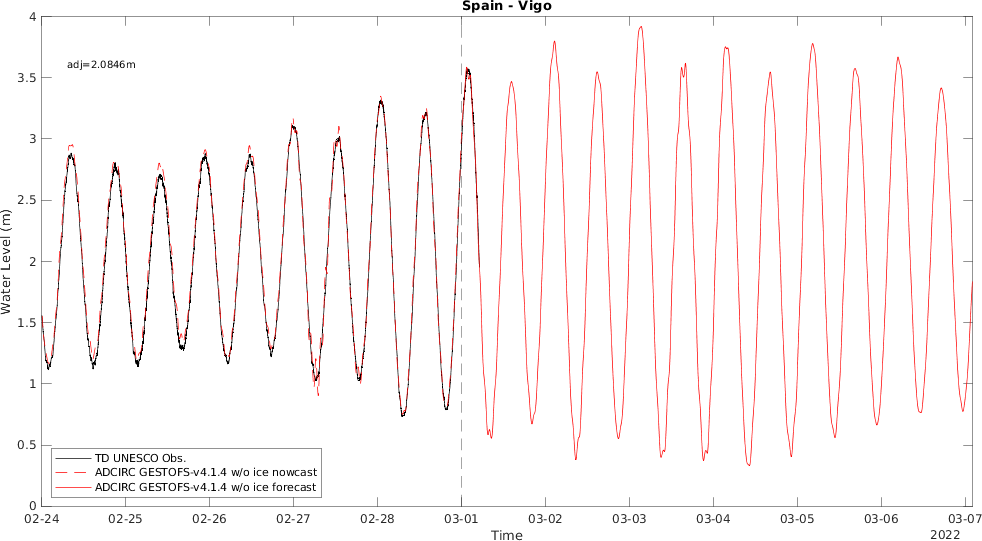 Spain - Vigo
adj=2.0846m
4
3.5
3
2.5
2
1.5
1
0.5
0
Water Level (m)
TD UNESCO Obs.
ADCIRC GESTOFS-v4.1.4 w/o ice nowcast
ADCIRC GESTOFS-v4.1.4 w/o ice forecast
02-24 02-25 02-26 02-27 02-28 03-01 03-02 03-03 03-04 03-05 03-06 03-07
Time
2022